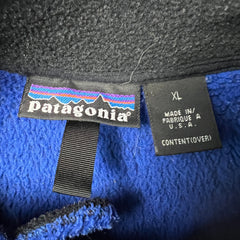 patagonia®
XL
MADE IN/
FABRIQUE A
U.S.A.
CONTENT(OVER)